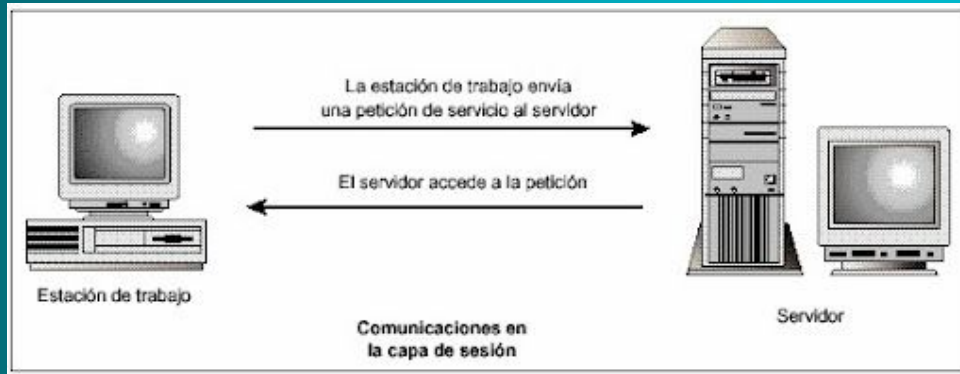 La estación de trabajo envía
una petición de servicio al servidor
El servidor accede a la petición
Estación de trabajo
Servidor
Comunicaciones en
la capa de sesión